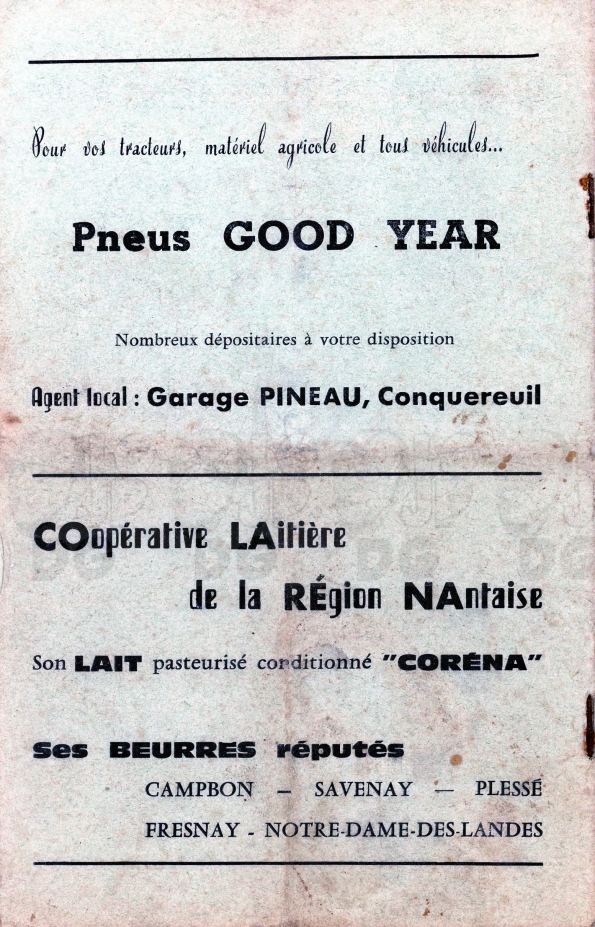 Pour vos tracteurs, matériel agricole et tous véhicules...
Pneus GOOD YEAR
Nombreux dépositaires à votre disposition
Agent local : Garage PINEAU, Conquereuil
COopérative LAitière
de la RÉgion NAntaise
Son LAIT pasteurisé conditionné "CORÉNA"
Ses BEURRES réputés
CAMPBON — SAVENAY — PLESSÉ
FRESNAY - NOTRE-DAME-DES-LANDES